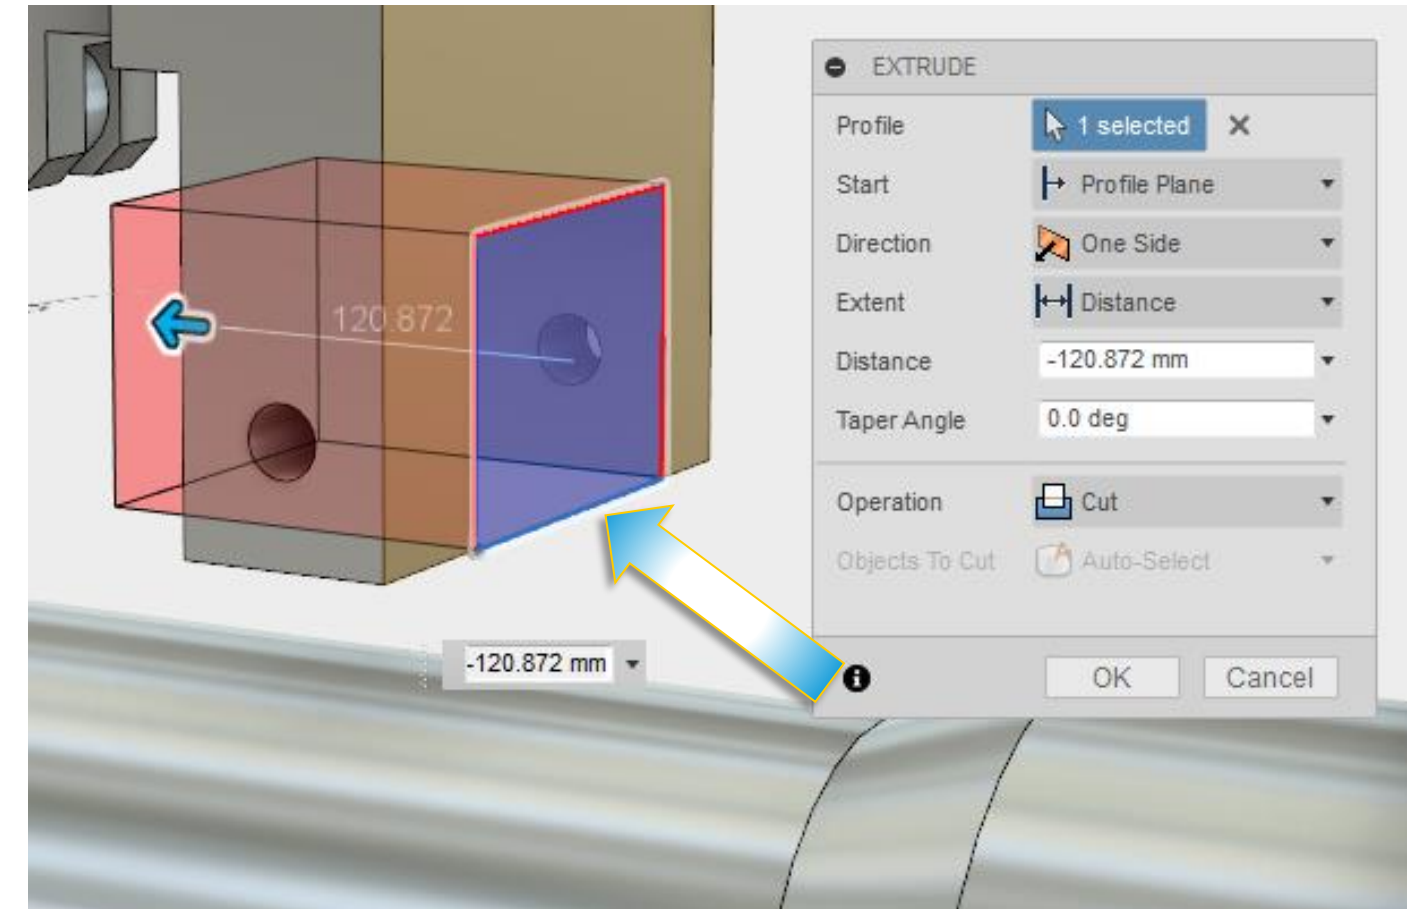 EXTRUDE
Profile
1 selected
Start
Profile Plane
Direction
One Side
Extent
Distance
Distance
-120.872 mm
Taper Angle
0.0 deg
Operation
Cut
Objects To Cut
Auto-Select
OK
Cancel
120.872
-120.872 mm